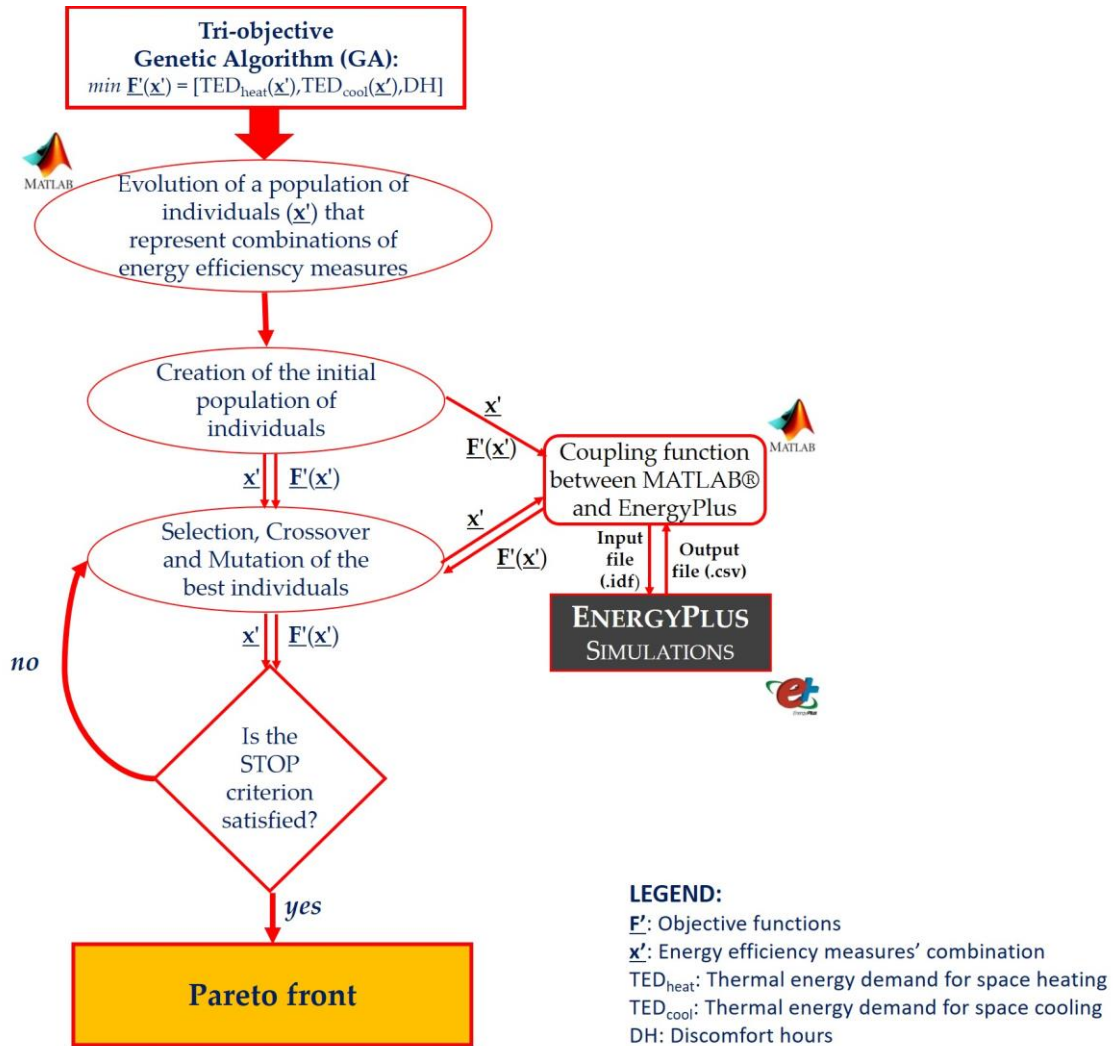 Tri-objective
Genetic Algorithm (GA):
min F'(x') = [TEDheat(x'),TEDcool(x'),DH]
MATLAB
Evolution of a population of
individuals (x') that
represent combinations of
energy efficienscy measures
Creation of the initial
population of
individuals
x'
F'(x')
MATLAB
Coupling function
between MATLAB®
and EnergyPlus
x' F'(x')
x'
F'(x')
Selection, Crossover
and Mutation of the
best individuals
Input
file
(.idf)
Output
file (.csv)
ENERGYPLUS
SIMULATIONS
e+
EnergyPlus
x' F'(x')
no
Is the
STOP
criterion
satisfied?
yes
Pareto front
LEGEND:
F': Objective functions
x': Energy efficiency measures' combination
TEDheat: Thermal energy demand for space heating
TEDcool: Thermal energy demand for space cooling
DH: Discomfort hours